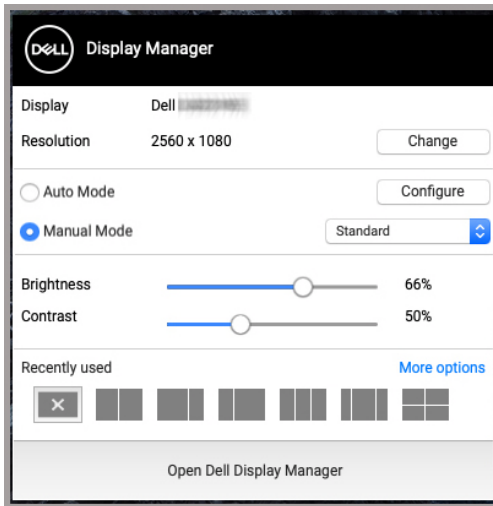 DELL Display Manager
Display Dell
Resolution 2560 x 1080 Change
Auto Mode Configure
Manual Mode Standard
Brightness 66%
Contrast 50%
Recently used More options
Open Dell Display Manager